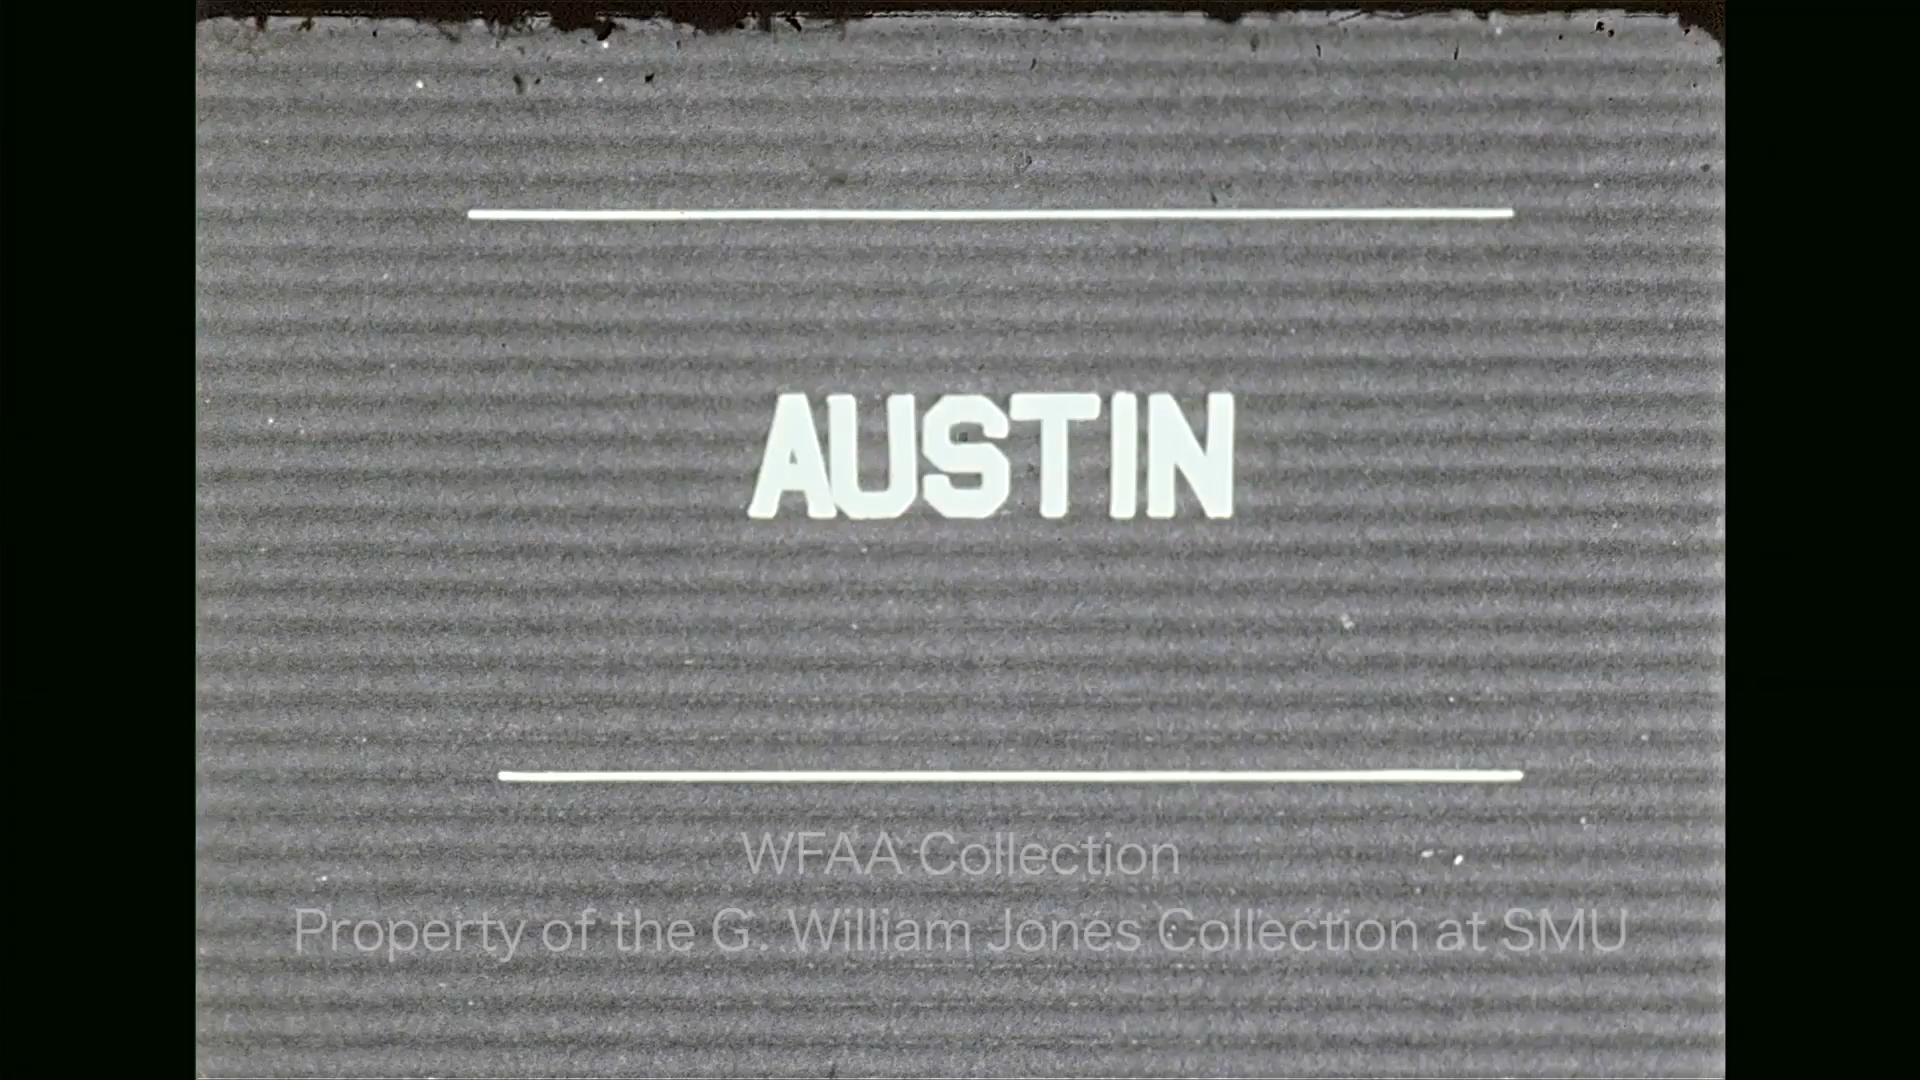 AUSTIN
WFAA Collection
Property of the G. William Jones Collection at SMU